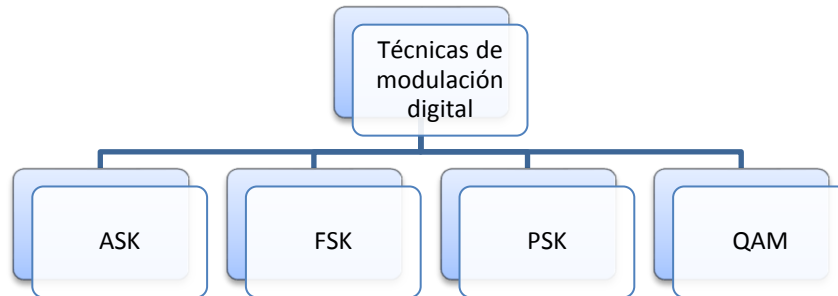 Técnicas de
modulación
digital
ASK
FSK
PSK
QAM